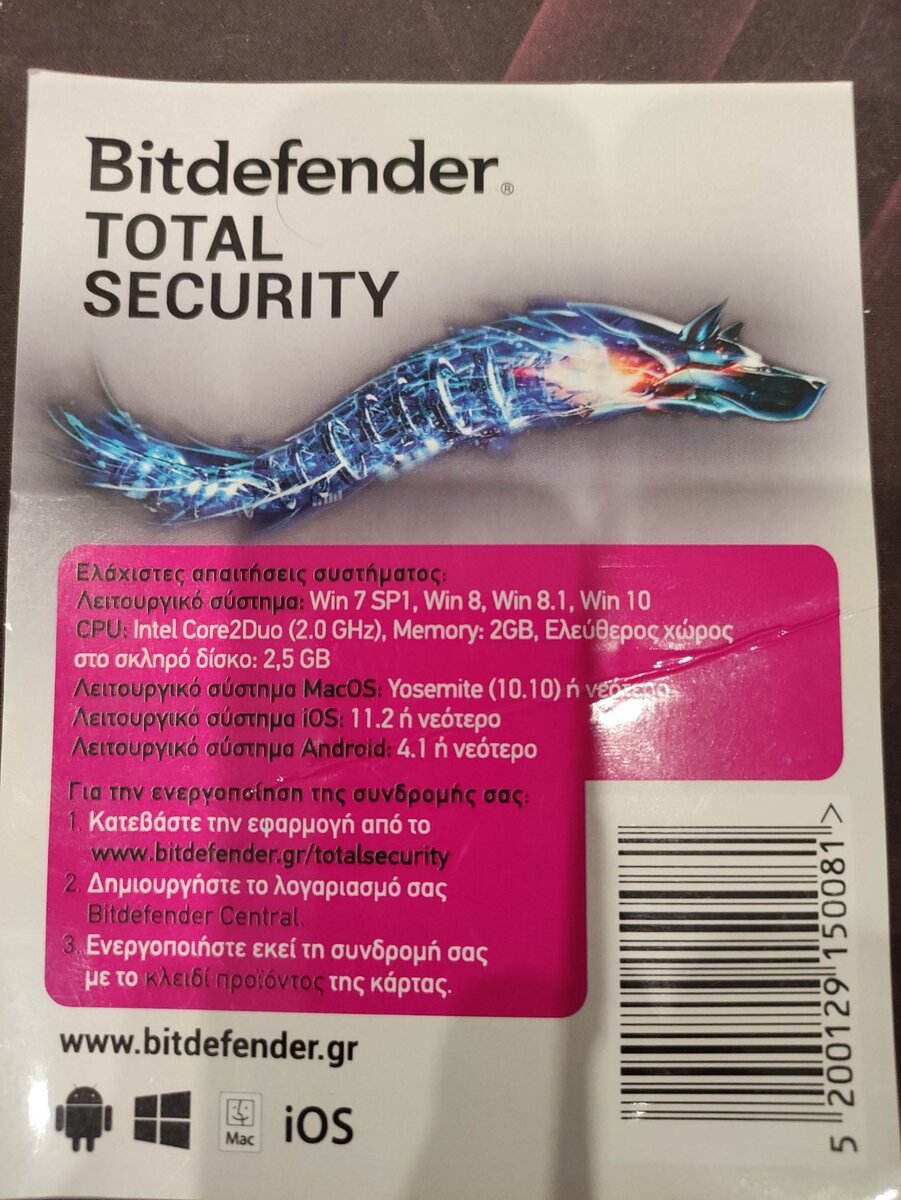 Bitdefender®
TOTAL
SECURITY
Ελάχιστες απαιτήσεις συστήματος:
Λειτουργικό σύστημα: Win 7 SP1, Win 8, Win 8.1, Win 10
CPU: Intel Core2Duo (2.0 GHz), Memory: 2GB, Ελεύθερος χώρος
στο σκληρό δίσκο: 2,5 GB
Λειτουργικό σύστημα MacOS: Yosemite (10.10) ή νεότερο
Λειτουργικό σύστημα iOS: 11.2 ή νεότερο
Λειτουργικό σύστημα Android: 4.1 ή νεότερο
Για την ενεργοποίηση της συνδρομής σας:
1. Κατεβάστε την εφαρμογή από το
www.bitdefender.gr/totalsecurity
2. Δημιουργήστε το λογαριασμό σας
Bitdefender Central.
3. Ενεργοποιήστε εκεί τη συνδρομή σας
με το κλειδί προϊόντος της κάρτας.
www.bitdefender.gr
Mac
iOS
5 200129 150081 >